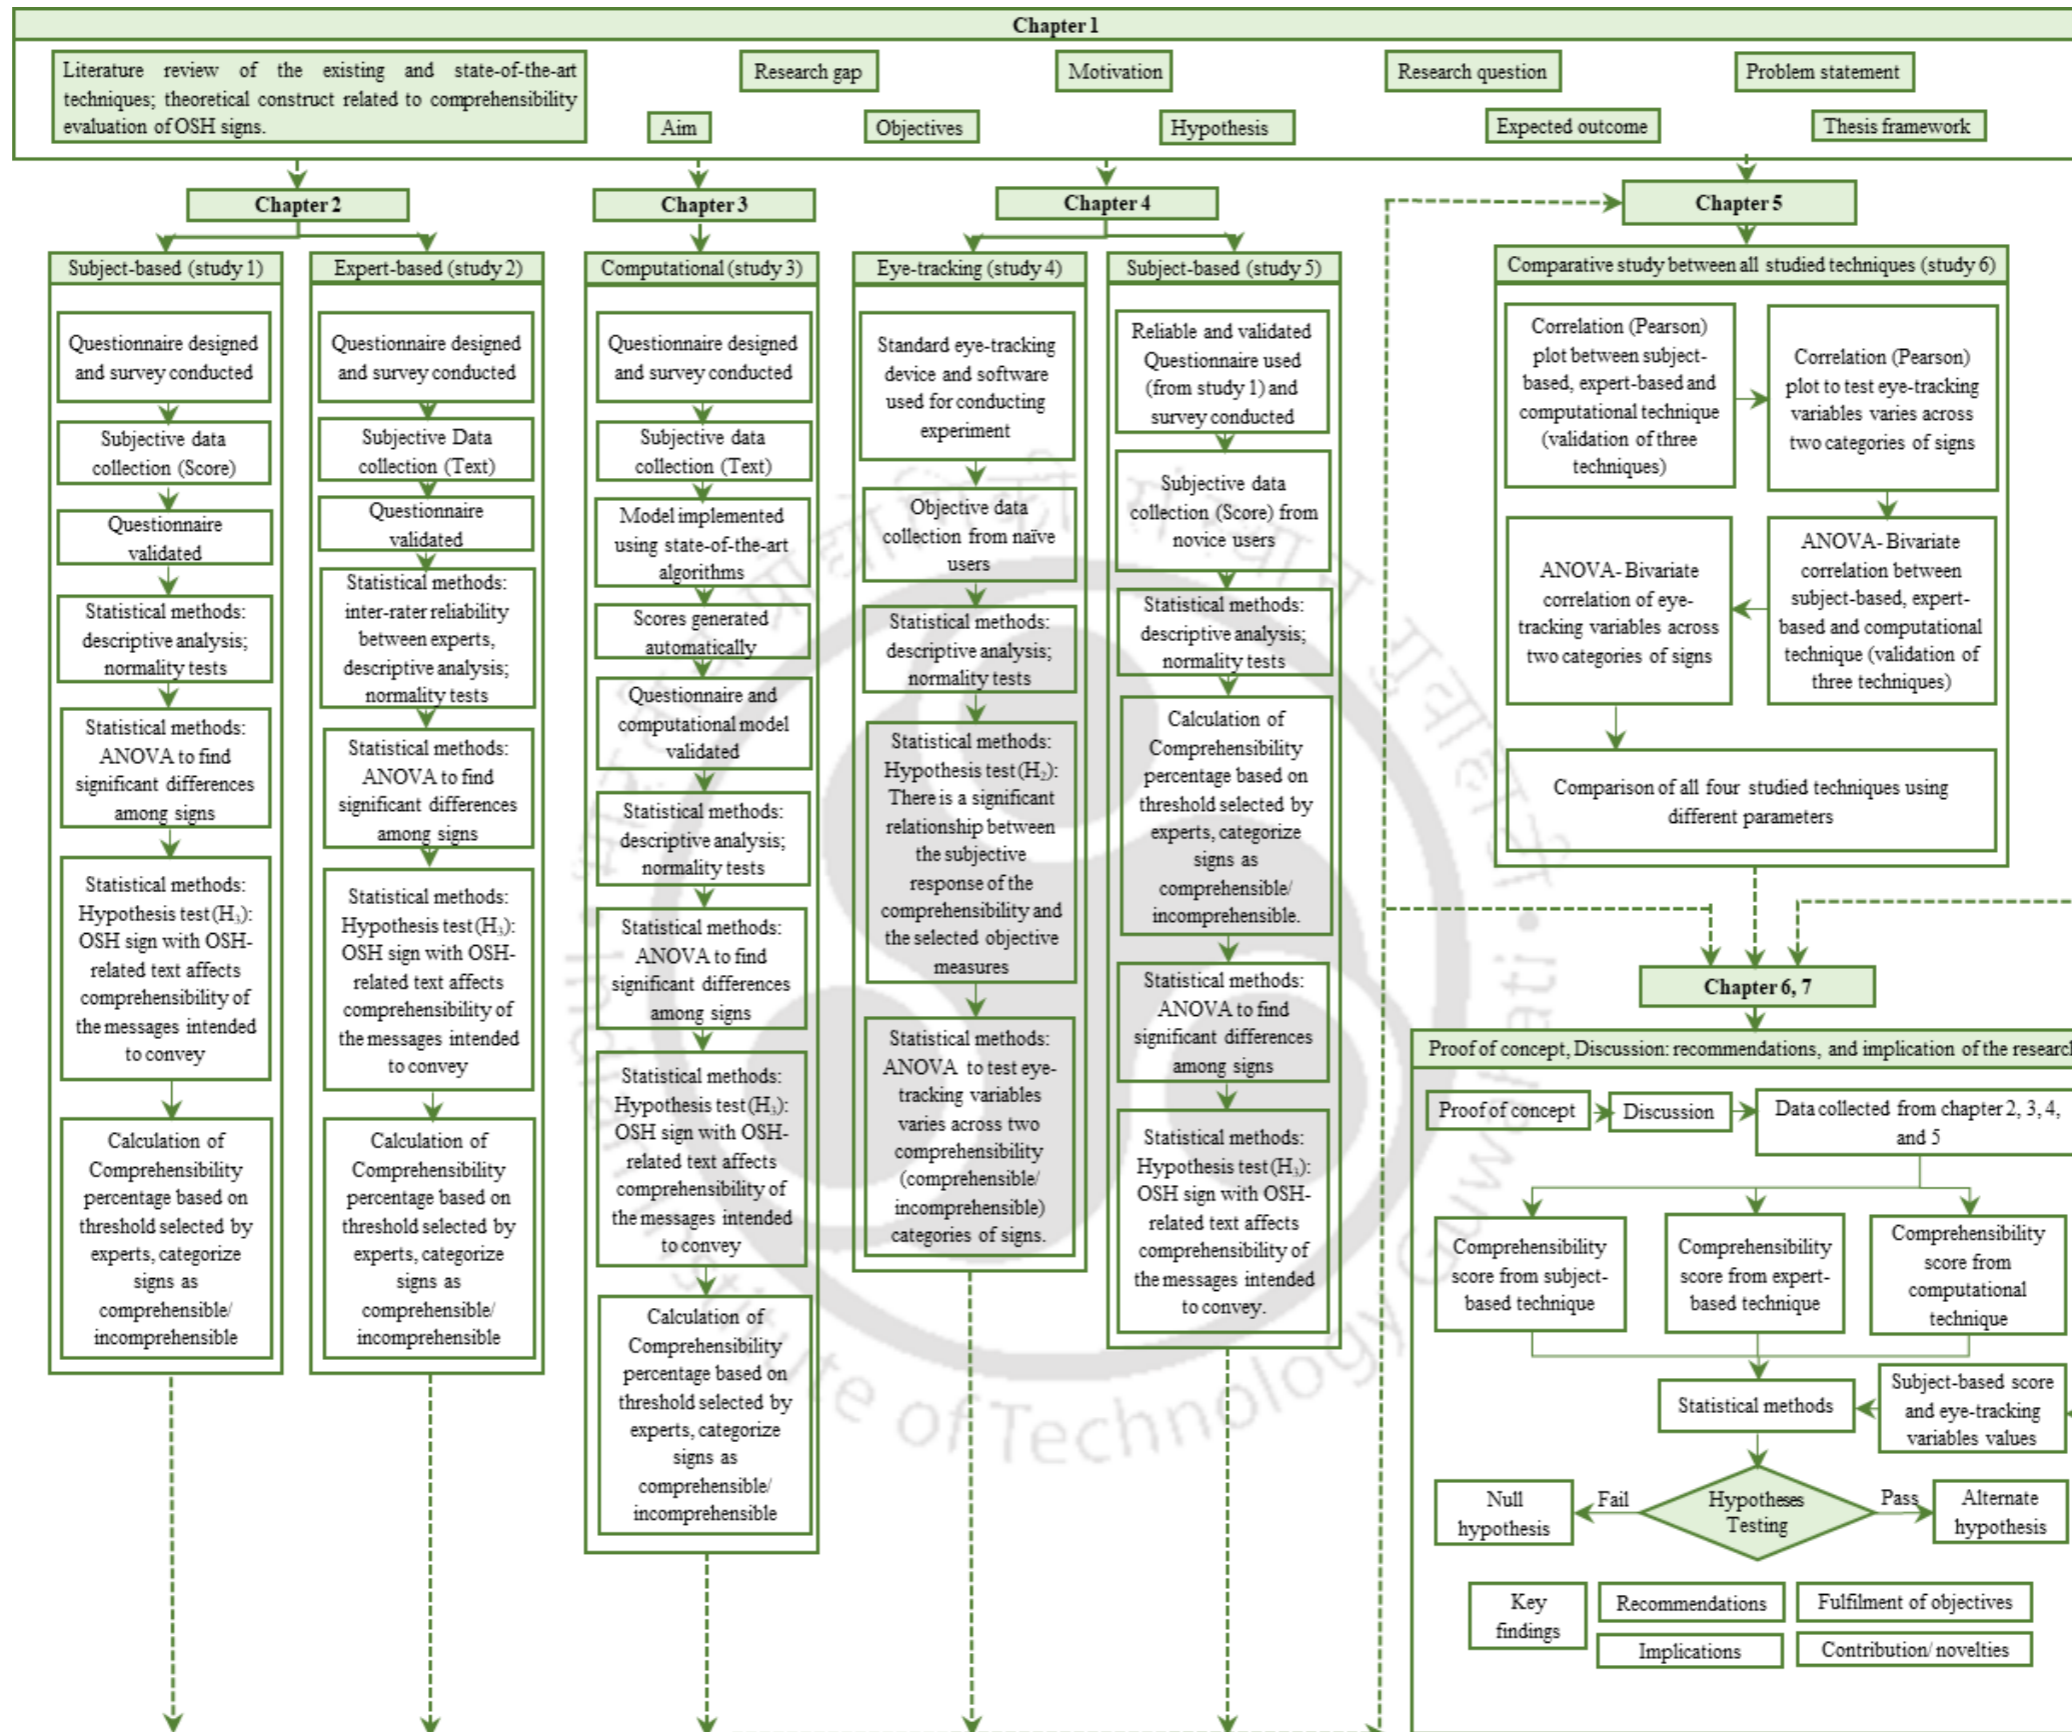 Chapter 1
Literature review of the existing and state-of-the-art
techniques; theoretical construct related to comprehensibility
evaluation of OSH signs.
Research gap
Motivation
Research question
Problem statement
Aim
Objectives
Hypothesis
Expected outcome
Thesis framework
Chapter 2
Subject-based (study 1)
Questionnaire designed
and survey conducted
Subjective data
collection (Score)
Questionnaire
validated
Statistical methods:
descriptive analysis;
normality tests
Statistical methods:
ANOVA to find
significant differences
among signs
Statistical methods:
Hypothesis test (H₃):
OSH sign with OSH-
related text affects
comprehensibility of
the messages intended
to convey
Calculation of
Comprehensibility
percentage based on
threshold selected by
experts, categorize
signs as
comprehensible/
incomprehensible
Expert-based (study 2)
Questionnaire designed
and survey conducted
Subjective Data
collection (Text)
Questionnaire
validated
Statistical methods:
inter-rater reliability
between experts,
descriptive analysis;
normality tests
Statistical methods:
ANOVA to find
significant differences
among signs
Statistical methods:
Hypothesis test (H₃):
OSH sign with OSH-
related text affects
comprehensibility of
the messages intended
to convey
Calculation of
Comprehensibility
percentage based on
threshold selected by
experts, categorize
signs as
comprehensible/
incomprehensible
Chapter 3
Computational (study 3)
Questionnaire designed
and survey conducted
Subjective data
collection (Text)
Model implemented
using state-of-the-art
algorithms
Scores generated
automatically
Questionnaire and
computational model
validated
Statistical methods:
descriptive analysis;
normality tests
Statistical methods:
ANOVA to find
significant differences
among signs
Statistical methods:
Hypothesis test (H₃):
OSH sign with OSH-
related text affects
comprehensibility of
the messages intended
to convey
Calculation of
Comprehensibility
percentage based on
threshold selected by
experts, categorize
signs as
comprehensible/
incomprehensible
Chapter 4
Eye-tracking (study 4)
Standard eye-tracking
device and software
used for conducting
experiment
Objective data
collection from naïve
users
Statistical methods:
descriptive analysis;
normality tests
Statistical methods:
Hypothesis test (H₂):
There is a significant
relationship between
the subjective
response of the
comprehensibility and
the selected objective
measures
Statistical methods:
ANOVA to test eye-
tracking variables
varies across two
comprehensibility
(comprehensible/
incomprehensible)
categories of signs.
Subject-based (study 5)
Reliable and validated
Questionnaire used
(from study 1) and
survey conducted
Subjective data
collection (Score) from
novice users
Statistical methods:
descriptive analysis;
normality tests
Calculation of
Comprehensibility
percentage based on
threshold selected by
experts, categorize
signs as
comprehensible/
incomprehensible.
Statistical methods:
ANOVA to find
significant differences
among signs
Statistical methods:
Hypothesis test (H₃):
OSH sign with OSH-
related text affects
comprehensibility of
the messages intended
to convey.
Chapter 5
Comparative study between all studied techniques (study 6)
Correlation (Pearson)
plot between subject-
based, expert-based and
computational technique
(validation of three
techniques)
Correlation (Pearson)
plot to test eye-tracking
variables varies across
two categories of signs
ANOVA- Bivariate
correlation between
subject-based, expert-
based and computational
technique (validation of
three techniques)
ANOVA- Bivariate
correlation of eye-
tracking variables across
two categories of signs
Comparison of all four studied techniques using
different parameters
Chapter 6, 7
Proof of concept, Discussion: recommendations, and implication of the research
Proof of concept
Discussion
Data collected from chapter 2, 3, 4,
and 5
Comprehensibility
score from subject-
based technique
Comprehensibility
score from expert-
based technique
Comprehensibility
score from
computational
technique
Statistical methods
Subject-based score
and eye-tracking
variables values
Null
hypothesis
Fail
Hypotheses
Testing
Pass
Alternate
hypothesis
Key
findings
Recommendations
Fulfilment of objectives
Implications
Contribution/ novelties
Indian Institute of Technology Guwahati